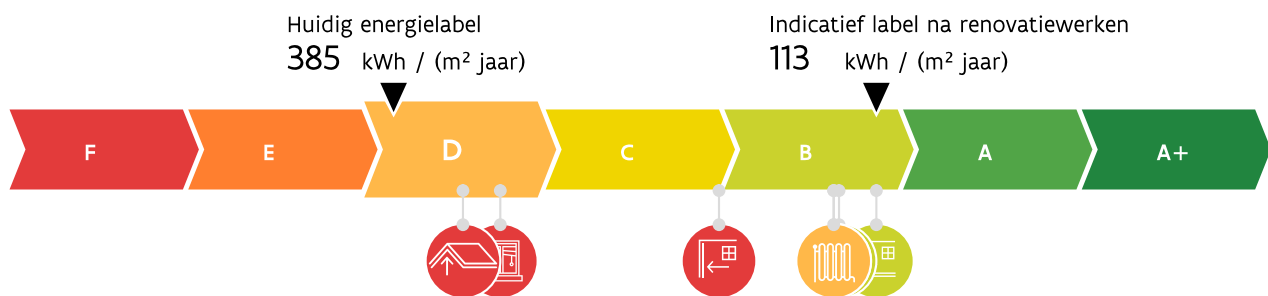 Huidig energielabel
385 kWh / (m² jaar)
Indicatief label na renovatiewerken
113 kWh / (m² jaar)
F E D C B A A+